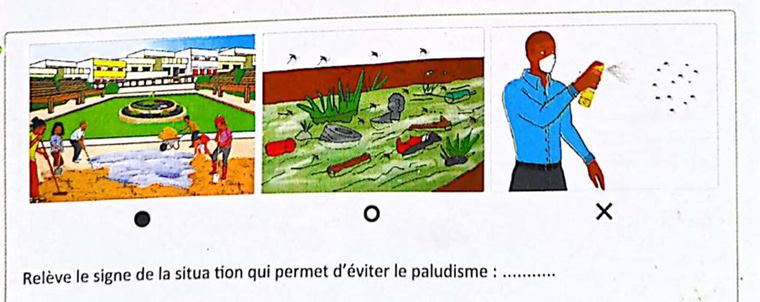 ● O X
Relève le signe de la situa tion qui permet d'éviter le paludisme : ...........